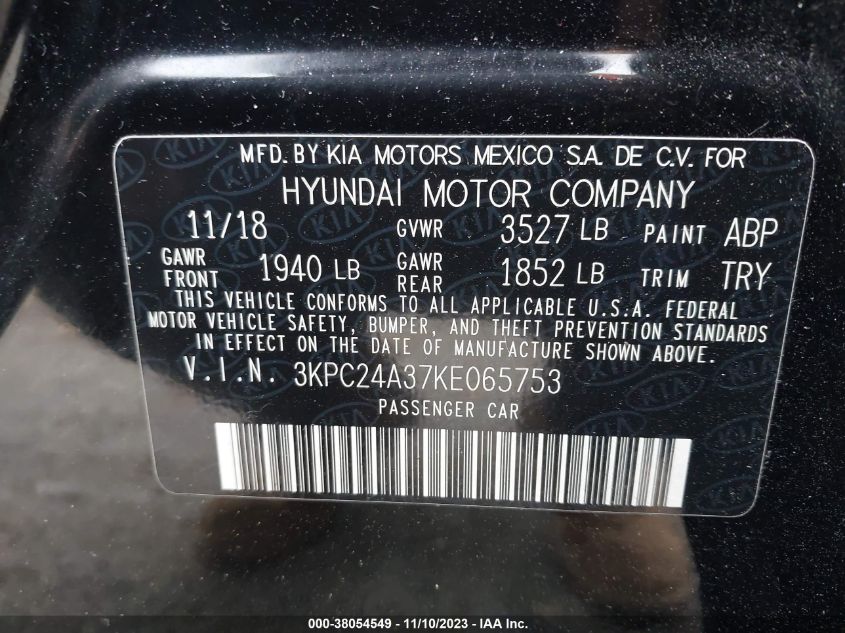 MFD. BY KIA MOTORS MEXICO S.A. DE C.V. FOR
HYUNDAI MOTOR COMPANY
11/18 GVWR 3527 LB PAINT ABP
GAWR FRONT 1940 LB GAWR REAR 1852 LB TRIM TRY
THIS VEHICLE CONFORMS TO ALL APPLICABLE U.S.A. FEDERAL
MOTOR VEHICLE SAFETY, BUMPER, AND THEFT PREVENTION STANDARDS
IN EFFECT ON THE DATE OF MANUFACTURE SHOWN ABOVE.
V.I.N. 3KPC24A37KE065753
PASSENGER CAR
000-38054549 - 11/10/2023 - IAA Inc.